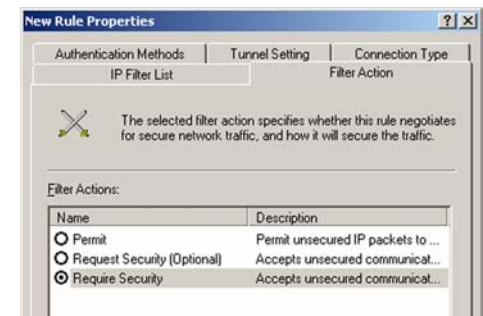 New Rule Properties
Authentication Methods Tunnel Setting Connection Type
IP Filter List Filter Action
The selected filter action specifies whether this rule negotiates
for secure network traffic, and how it will secure the traffic.
Filter Actions:
Name Description
Permit Permit unsecured IP packets to ...
Request Security (Optional) Accepts unsecured communicat...
Require Security Accepts unsecured communicat...